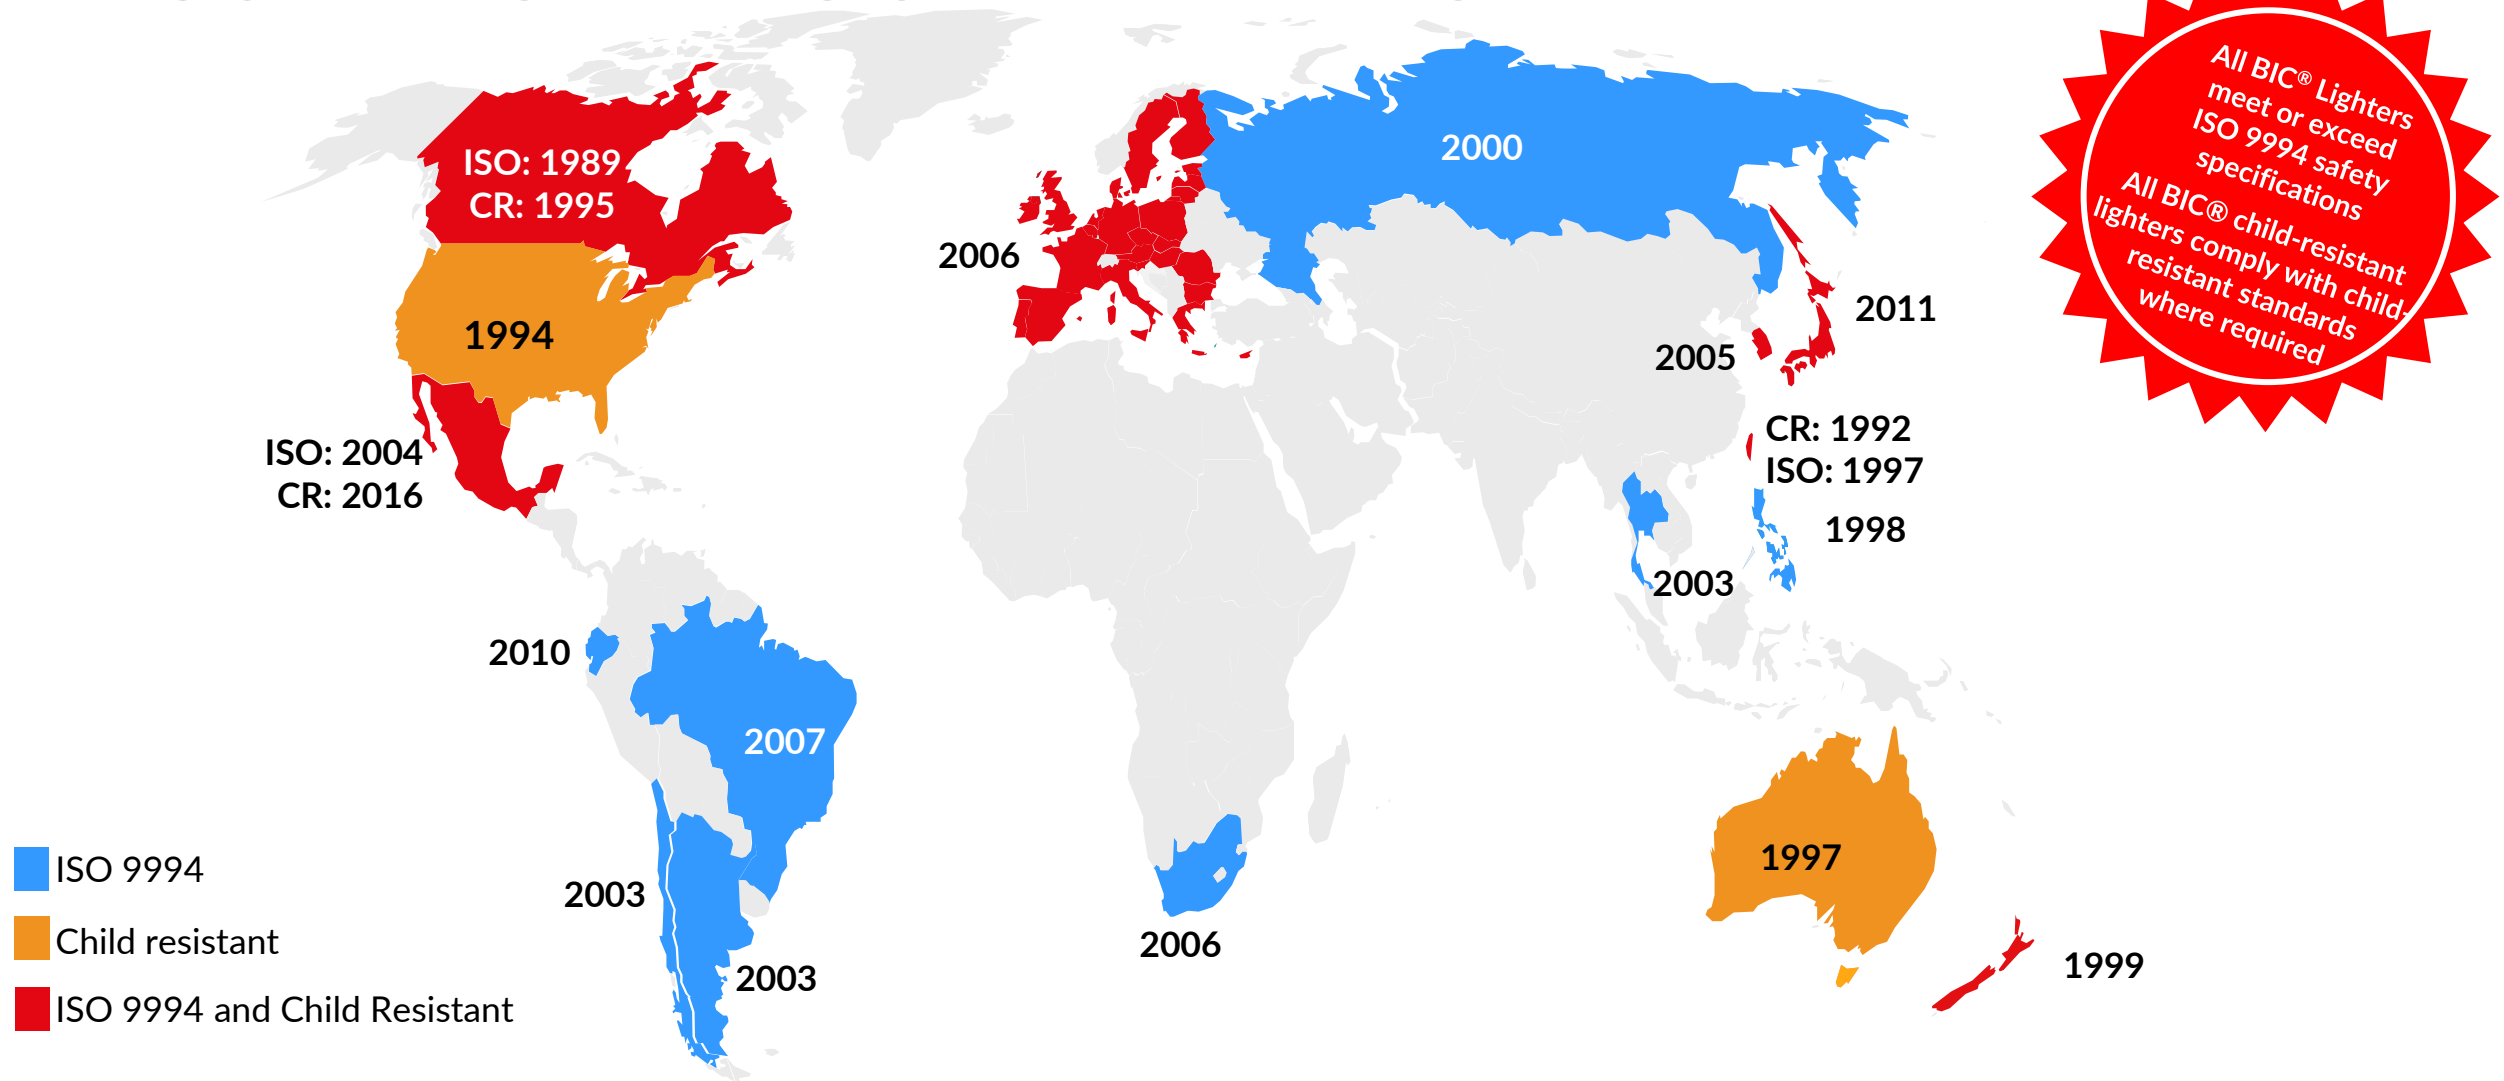 All BIC® Lighters
meet or exceed
ISO 9994 safety
specifications
All BIC® child-resistant
lighters comply with child-
resistant standards
where required
ISO: 1989
CR: 1995
2000
2006
1994
2011
2005
CR: 1992
ISO: 1997
ISO: 2004
CR: 2016
1998
2003
2010
2007
1997
2003
2006
2003
1999
ISO 9994
Child resistant
ISO 9994 and Child Resistant